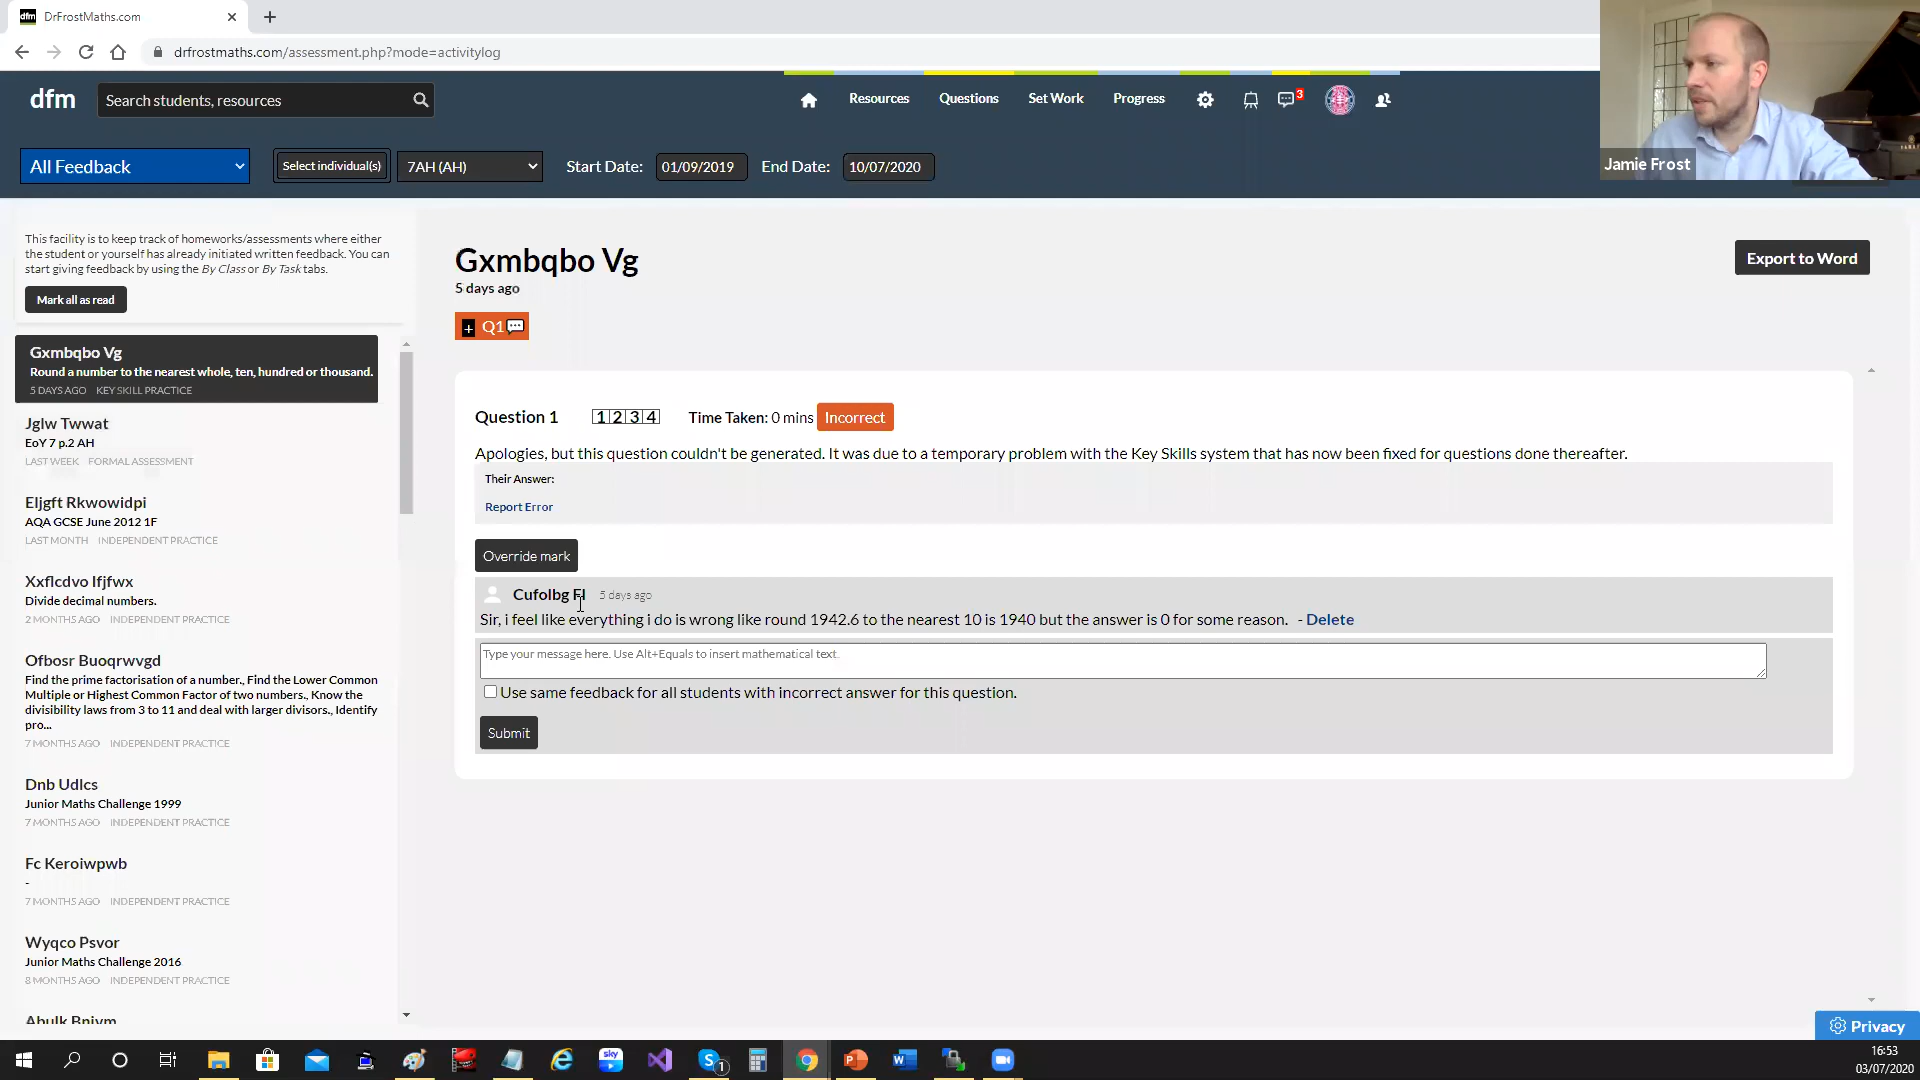 DrFrostMaths.com
drfrostmaths.com/assessment.php?mode=activitylog
dfm
Search students, resources
Resources
Questions
Set Work
Progress
3
Jamie Frost
All Feedback
Select individual(s)
7AH (AH)
Start Date:
01/09/2019
End Date:
10/07/2020
This facility is to keep track of homeworks/assessments where either
the student or yourself has already initiated written feedback. You can
start giving feedback by using the By Class or By Task tabs.
Mark all as read
Gxmbqbo Vg
Round a number to the nearest whole, ten, hundred or thousand.
5 DAYS AGO KEY SKILL PRACTICE
Jglw Twwat
EoY 7 p.2 AH
LAST WEEK FORMAL ASSESSMENT
Eljgft Rkwowidpi
AQA GCSE June 2012 1F
LAST MONTH INDEPENDENT PRACTICE
Xxflcdvo Ifjfwx
Divide decimal numbers.
2 MONTHS AGO INDEPENDENT PRACTICE
Ofbosr Buoqrwvgd
Find the prime factorisation of a number., Find the Lower Common
Multiple or Highest Common Factor of two numbers., Know the
divisibility laws from 3 to 11 and deal with larger divisors., Identify
pro...
7 MONTHS AGO INDEPENDENT PRACTICE
Dnb Udlcs
Junior Maths Challenge 1999
7 MONTHS AGO INDEPENDENT PRACTICE
Fc Keroiwpwb
-
7 MONTHS AGO INDEPENDENT PRACTICE
Wyqco Psvor
Junior Maths Challenge 2016
8 MONTHS AGO INDEPENDENT PRACTICE
Gxmbqbo Vg
5 days ago
Export to Word
+ Q1
Question 1
1 2 3 4
Time Taken: 0 mins
Incorrect
Apologies, but this question couldn't be generated. It was due to a temporary problem with the Key Skills system that has now been fixed for questions done thereafter.
Their Answer:
Report Error
Override mark
Cufolbg
5 days ago
Sir, i feel like everything i do is wrong like round 1942.6 to the nearest 10 is 1940 but the answer is 0 for some reason. - Delete
Type your message here. Use Alt+Equals to insert mathematical text.
Use same feedback for all students with incorrect answer for this question.
Submit
Privacy
sky
1
16:53
03/07/2020